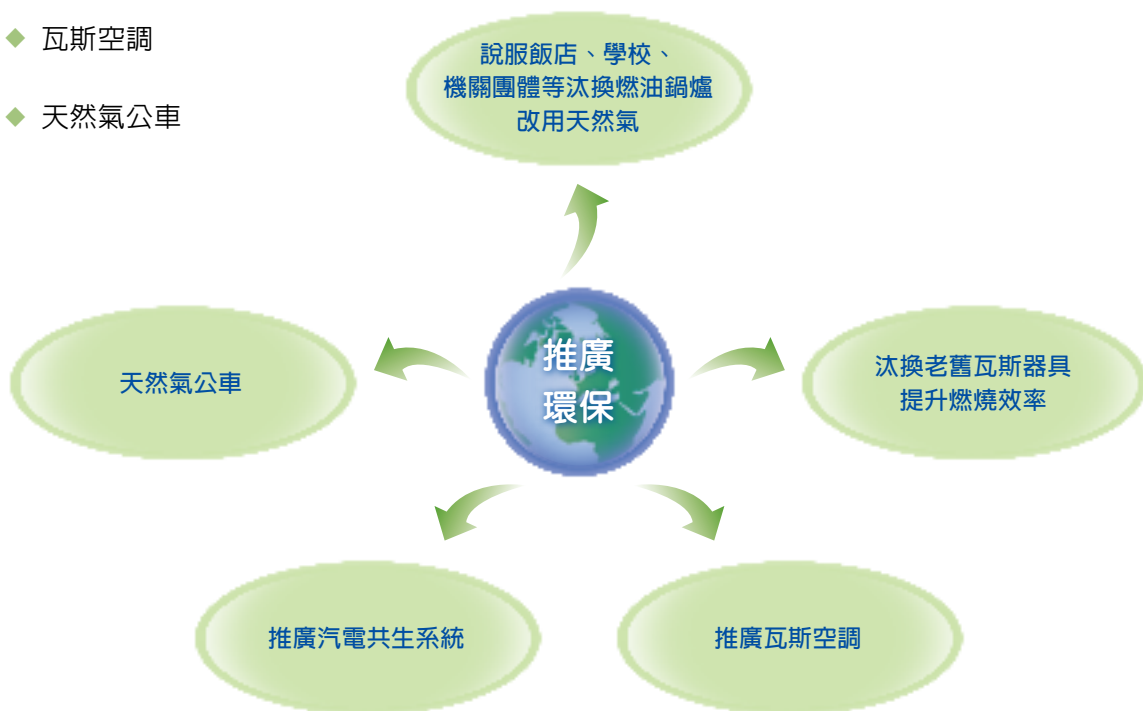 瓦斯空調
天然氣公車
說服飯店、學校、
機關團體等汰換燃油鍋爐
改用天然氣
天然氣公車
推廣
環保
汰換老舊瓦斯器具
提升燃燒效率
推廣汽電共生系統
推廣瓦斯空調